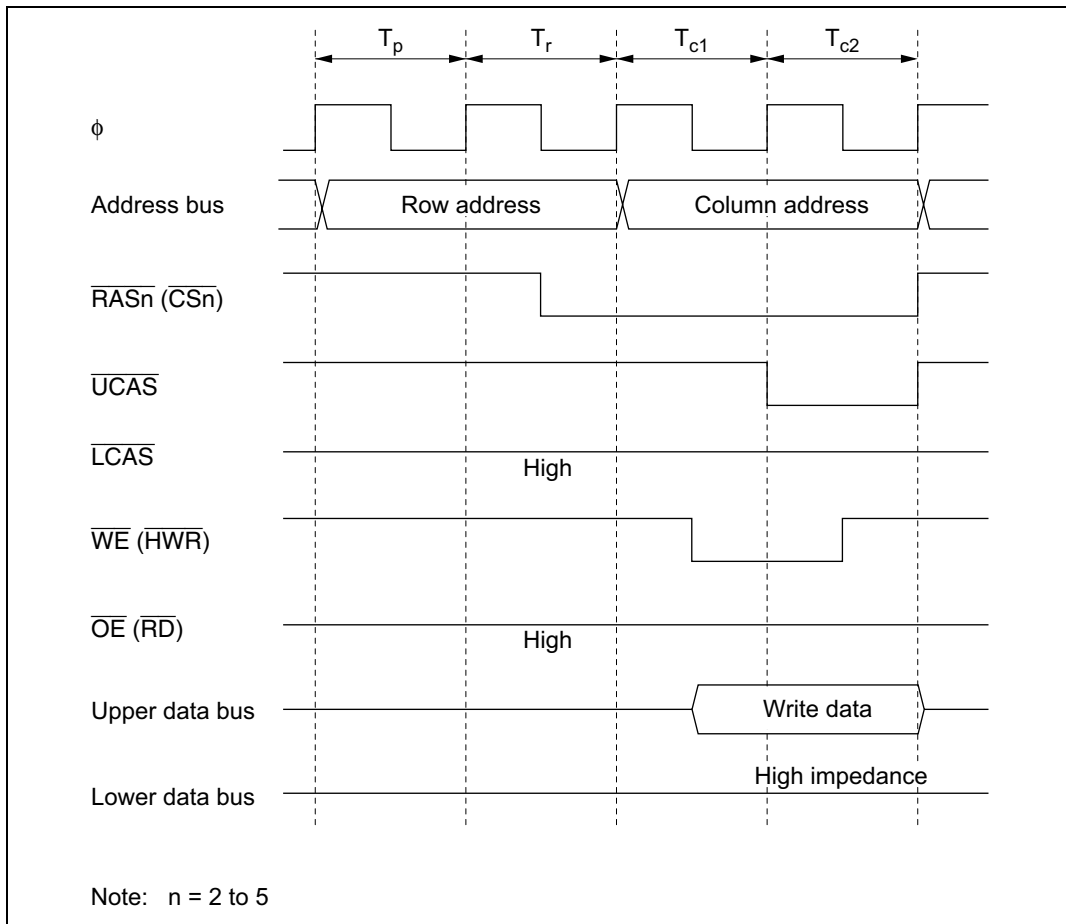 Tp Tr Tc1 Tc2
ϕ
Address bus Row address Column address
RASn (CSn)
UCAS
LCAS High
WE (HWR)
OE (RD) High
Upper data bus Write data
High impedance
Lower data bus
Note: n = 2 to 5